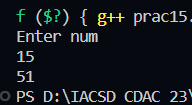 f ($?) { g++ prac15.
Enter num
15
51
PS D:\IACSD CDAC 23\